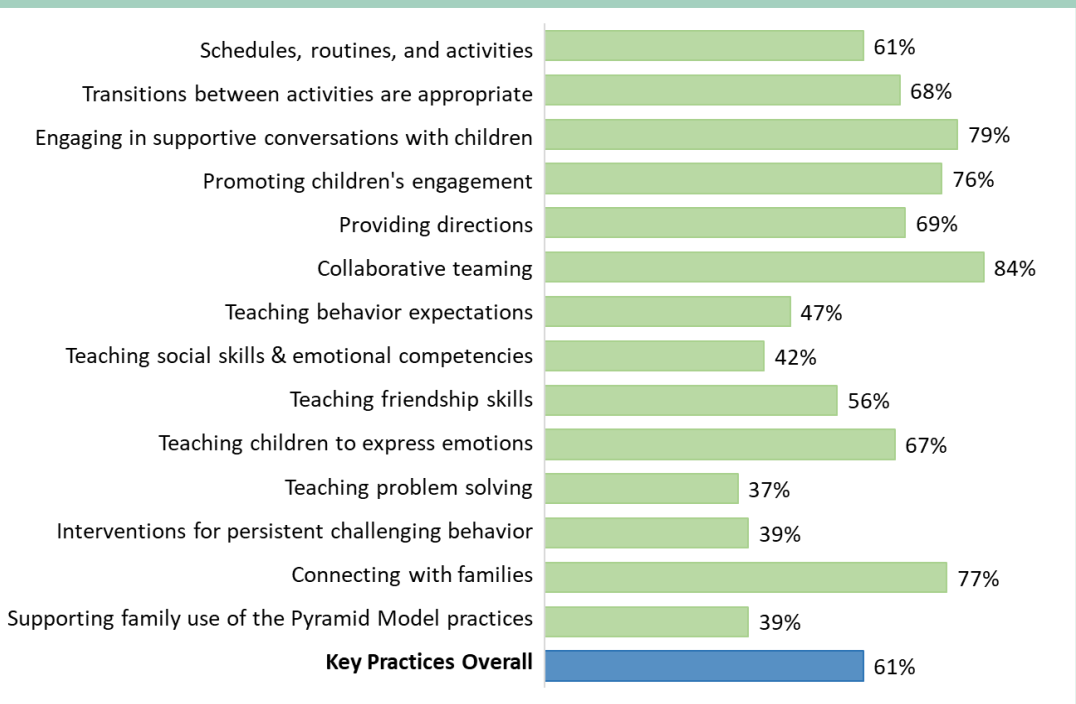 Schedules, routines, and activities 61%
Transitions between activities are appropriate 68%
Engaging in supportive conversations with children 79%
Promoting children's engagement 76%
Providing directions 69%
Collaborative teaming 84%
Teaching behavior expectations 47%
Teaching social skills & emotional competencies 42%
Teaching friendship skills 56%
Teaching children to express emotions 67%
Teaching problem solving 37%
Interventions for persistent challenging behavior 39%
Connecting with families 77%
Supporting family use of the Pyramid Model practices 39%
Key Practices Overall 61%